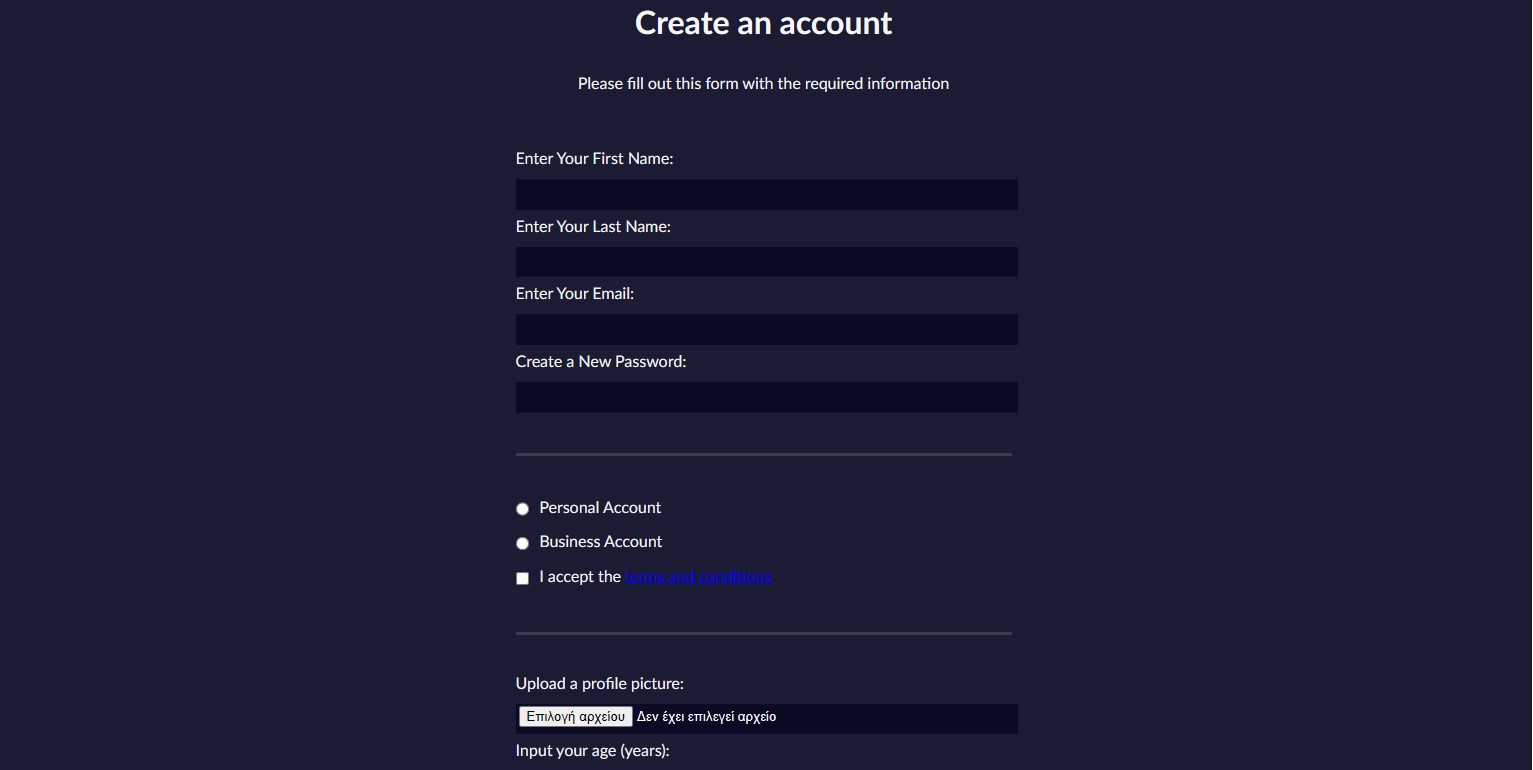 Create an account
Please fill out this form with the required information
Enter Your First Name:
Enter Your Last Name:
Enter Your Email:
Create a New Password:
Personal Account
Business Account
I accept the terms and conditions
Upload a profile picture:
Επιλογή αρχείου Δεν έχει επιλεγεί αρχείο
Input your age (years):